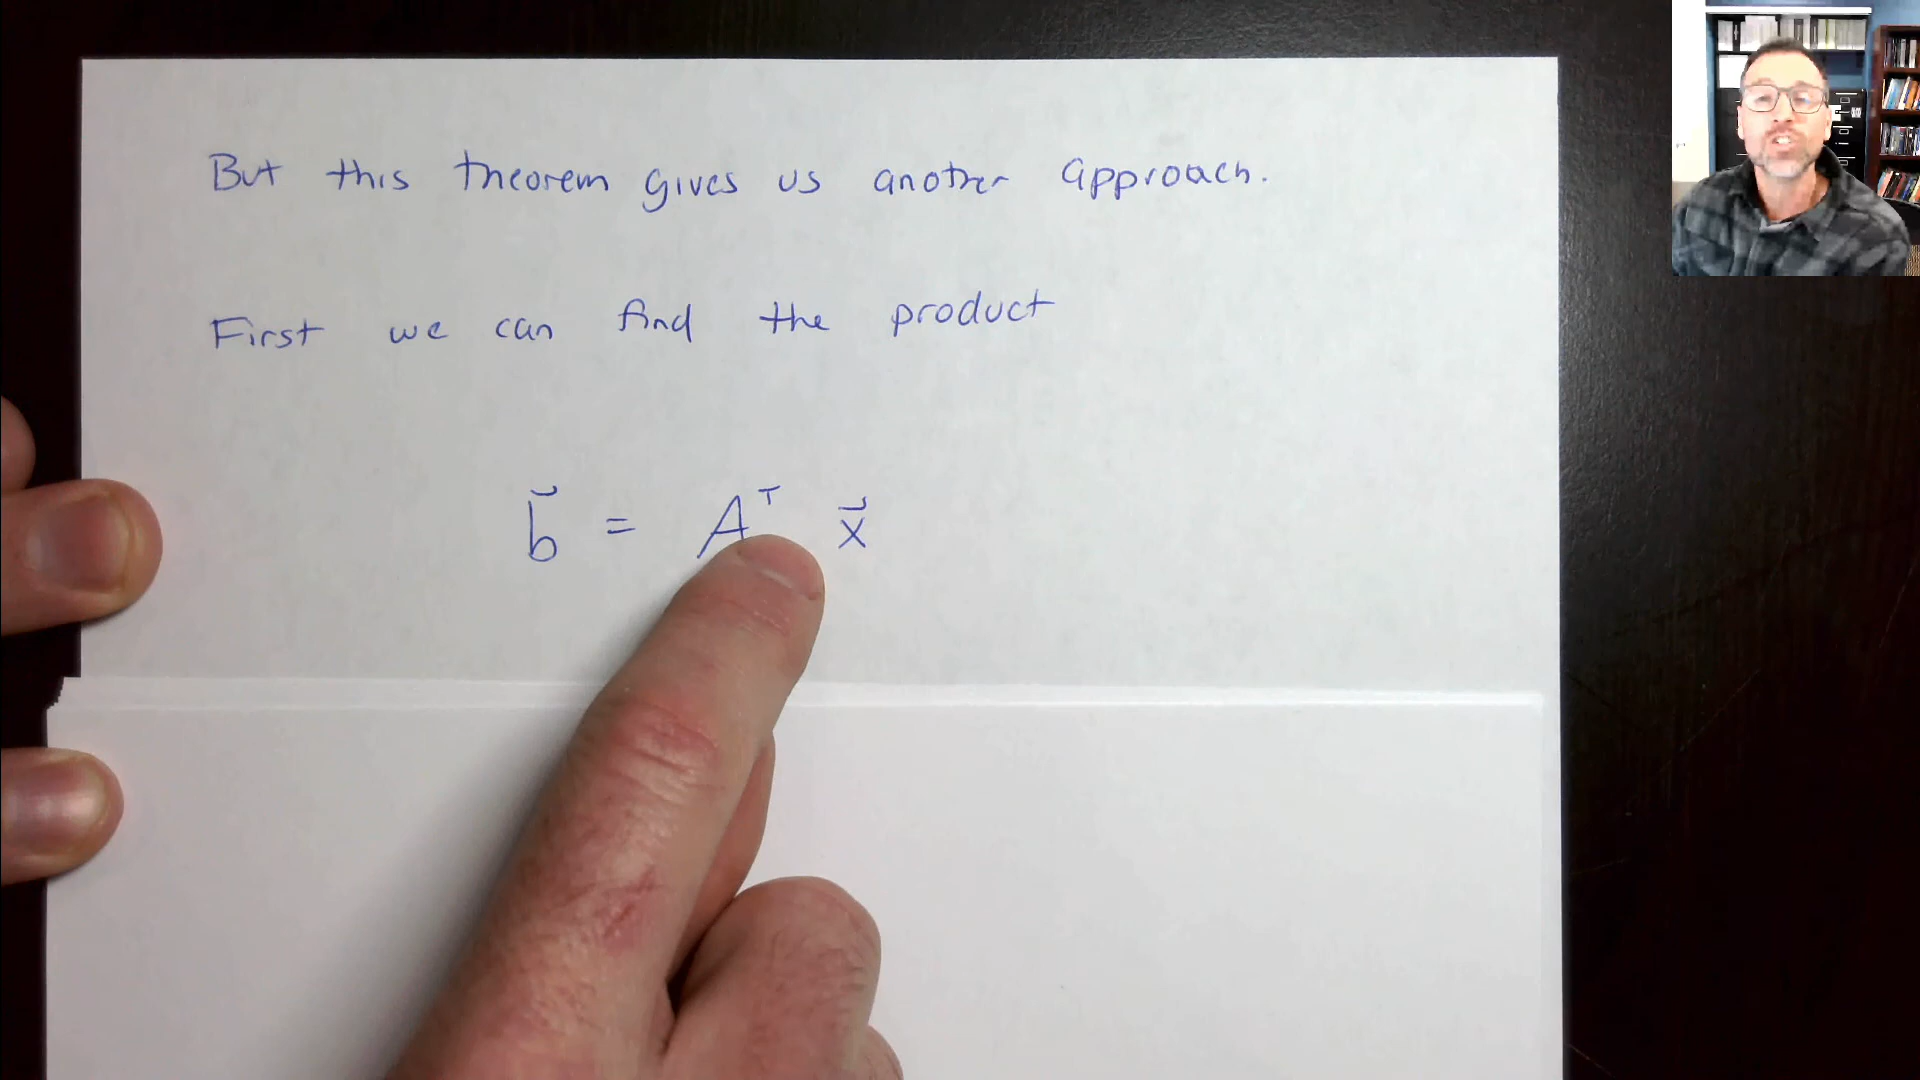 But this theorem gives us another approach.
First we can find the product
b⃗ = Aᵀ x⃗